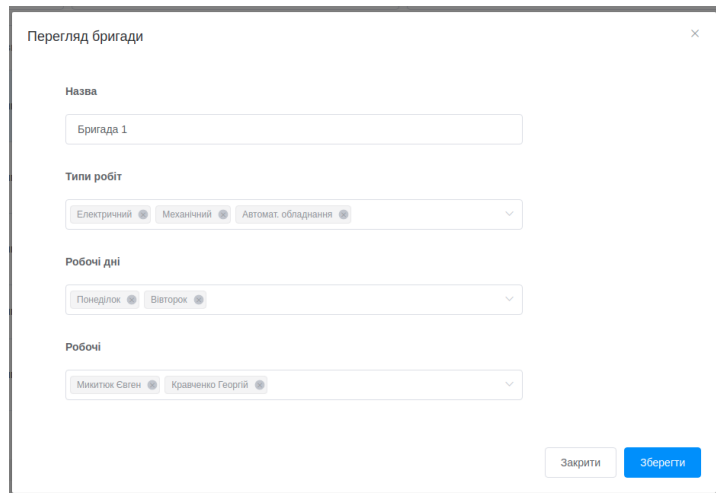 Перегляд бригади
Назва
Бригада 1
Типи робіт
Електричний Механічний Автомат. обладнання
Робочі дні
Понеділок Вівторок
Робочі
Микитюк Євген Кравченко Георгій
Закрити Зберегти